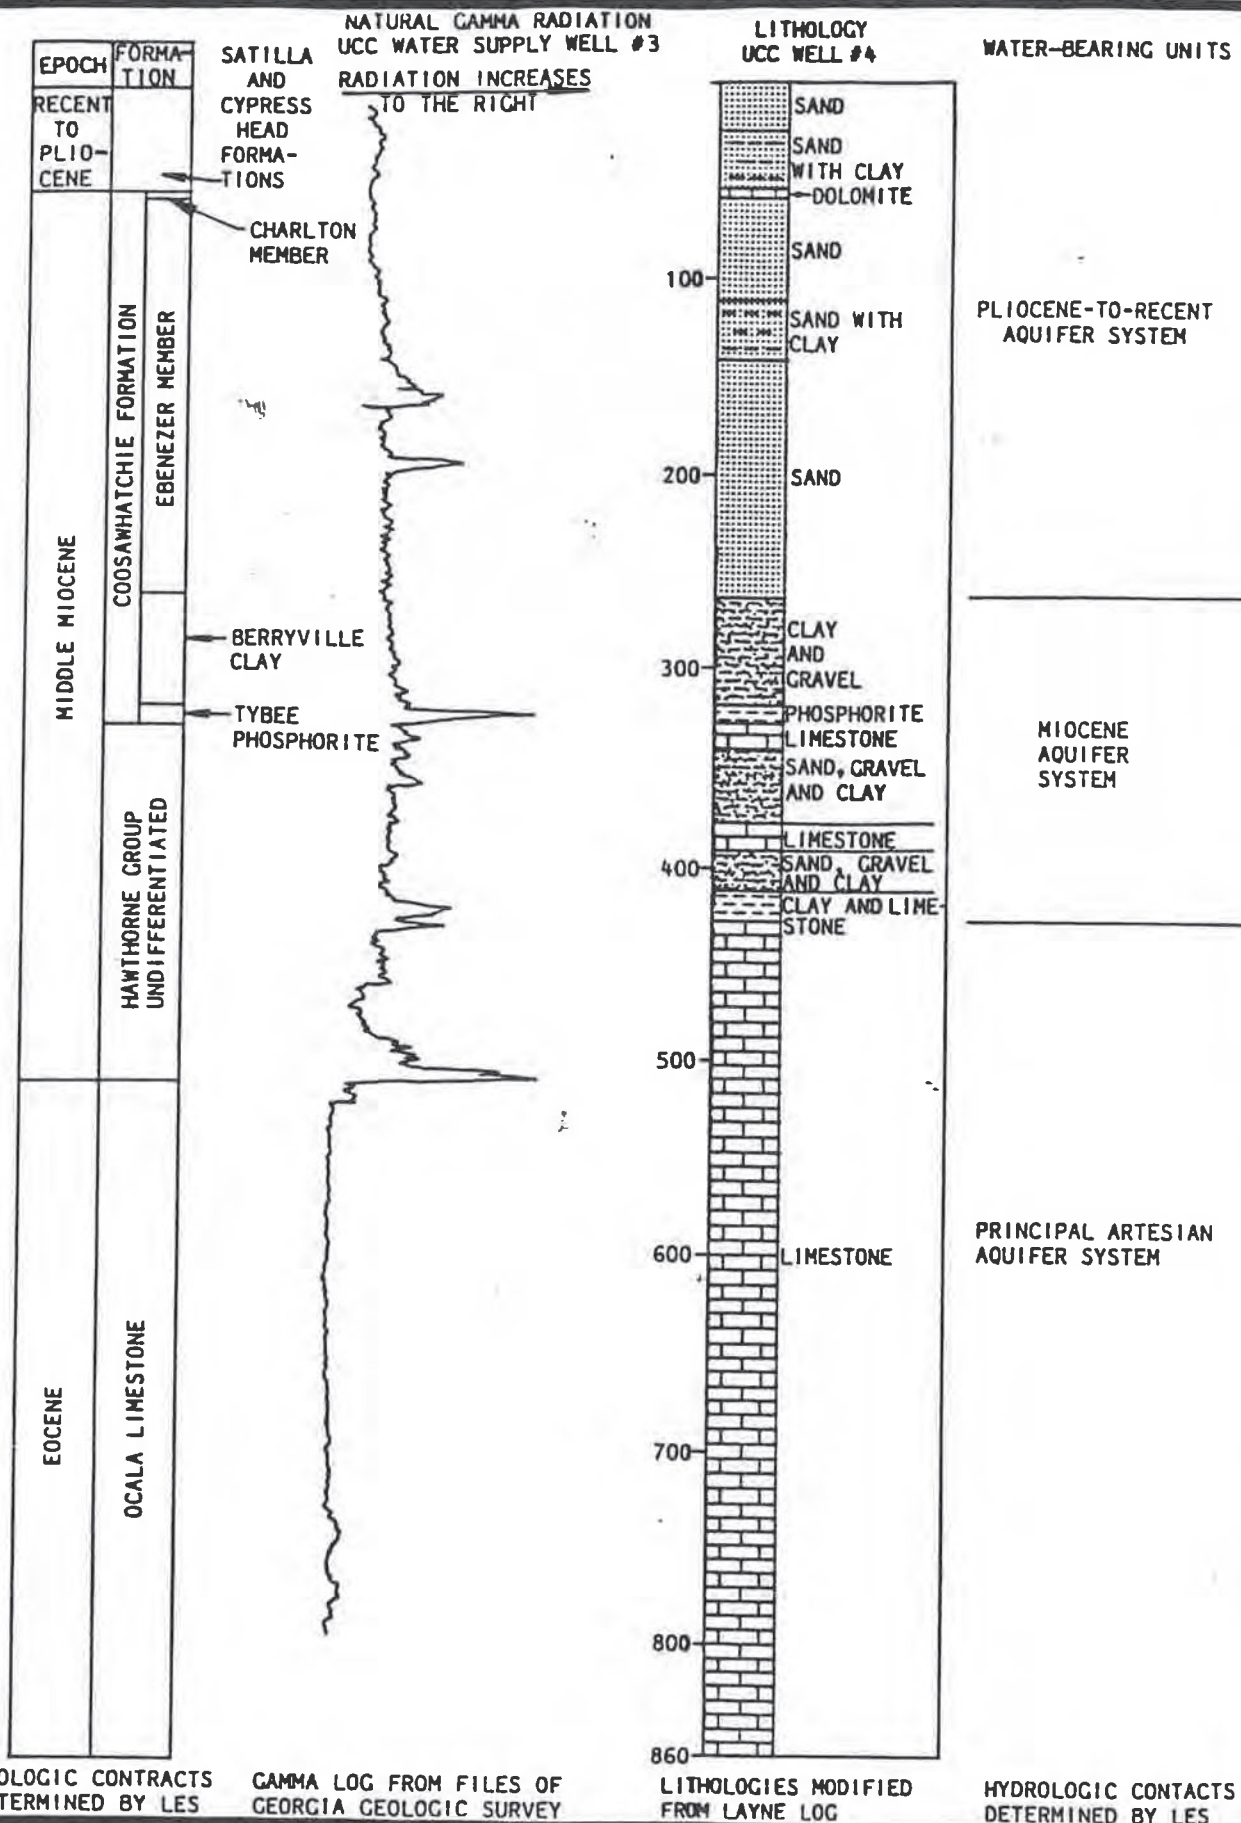 NATURAL GAMMA RADIATION
UCC WATER SUPPLY WELL #3
RADIATION INCREASES
TO THE RIGHT
LITHOLOGY
UCC WELL #4
WATER-BEARING UNITS
EPOCH
FORMA-
TION
SATILLA
AND
CYPRESS
HEAD
FORMA-
TIONS
RECENT
TO
PLIO-
CENE
CHARLTON
MEMBER
MIDDLE MIOCENE
COOSAWHATCHIE FORMATION
EBENEZER MEMBER
BERRYVILLE
CLAY
TYBEE
PHOSPHORITE
HAWTHORNE GROUP
UNDIFFERENTIATED
EOCENE
OCALA LIMESTONE
100
200
300
400
500
600
700
800
860
SAND
SAND
WITH CLAY
DOLOMITE
SAND
SAND WITH
CLAY
SAND
CLAY
AND
GRAVEL
PHOSPHORITE
LIMESTONE
SAND, GRAVEL
AND CLAY
LIMESTONE
SAND, GRAVEL
AND CLAY
CLAY AND LIME-
STONE
LIMESTONE
PLIOCENE-TO-RECENT
AQUIFER SYSTEM
MIOCENE
AQUIFER
SYSTEM
PRINCIPAL ARTESIAN
AQUIFER SYSTEM
OLOGIC CONTRACTS
TERMINED BY LES
GAMMA LOG FROM FILES OF
GEORGIA GEOLOGIC SURVEY
LITHOLOGIES MODIFIED
FROM LAYNE LOG
HYDROLOGIC CONTACTS
DETERMINED BY LES